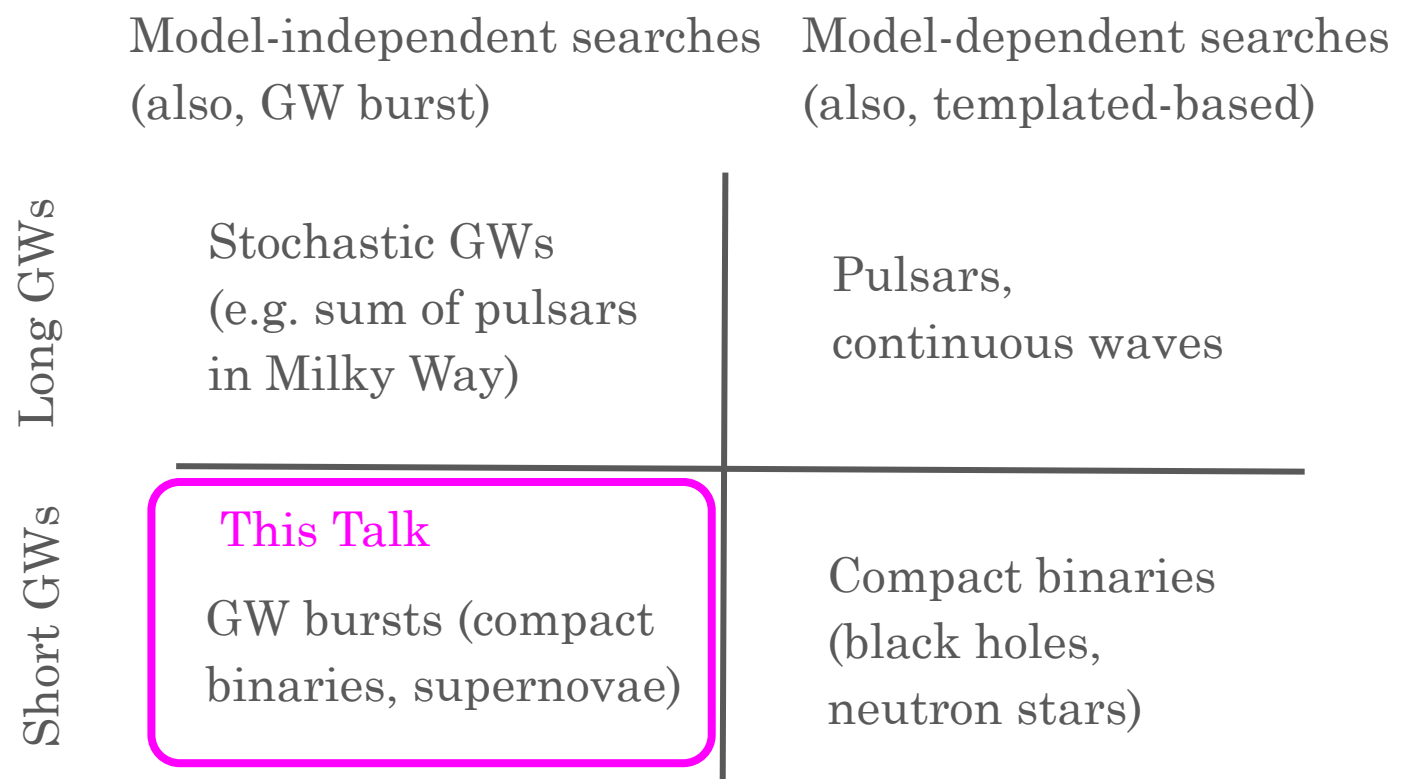 Model-independent searches
(also, GW burst)
Model-dependent searches
(also, templated-based)
Long GWs
Stochastic GWs
(e.g. sum of pulsars
in Milky Way)
Pulsars,
continuous waves
Short GWs
This Talk
GW bursts (compact
binaries, supernovae)
Compact binaries
(black holes,
neutron stars)